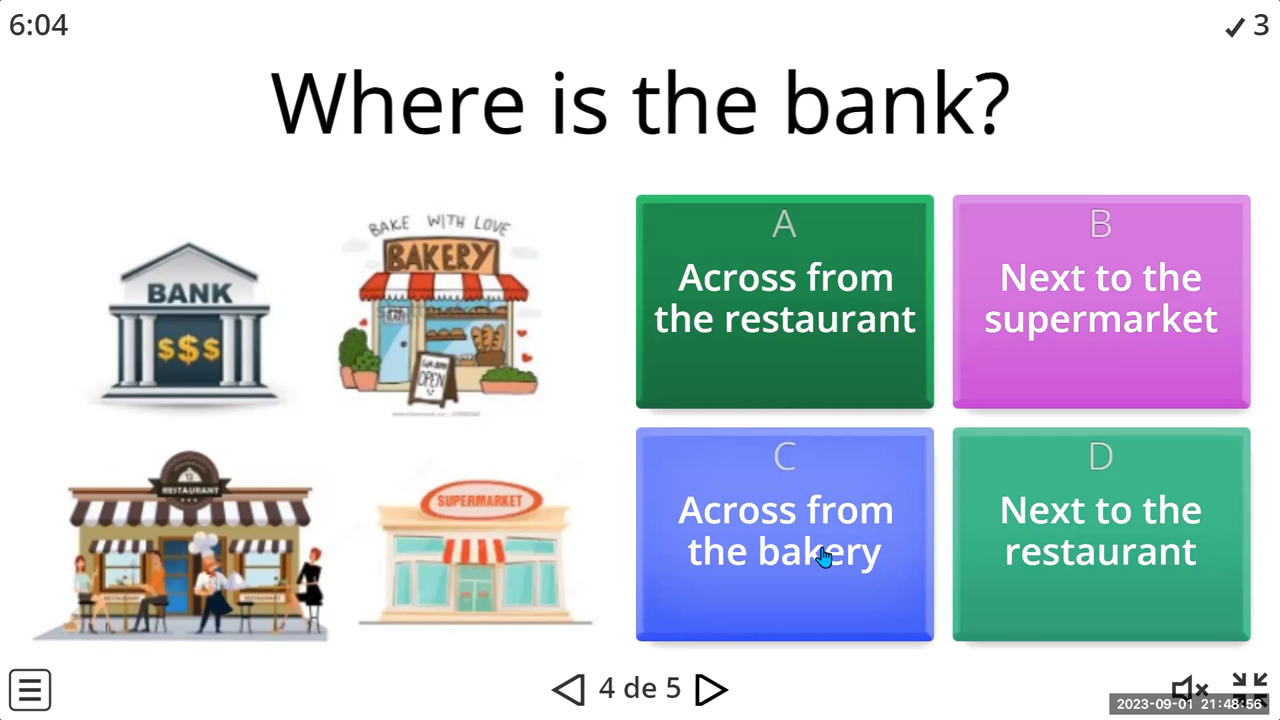 6:04
3
Where is the bank?
BANK
$$$
BAKE WITH LOVE
BAKERY
OPEN
RESTAURANT
SUPERMARKET
A
Across from
the restaurant
B
Next to the
supermarket
C
Across from
the bakery
D
Next to the
restaurant
4 de 5
2023-09-01 21:48:56